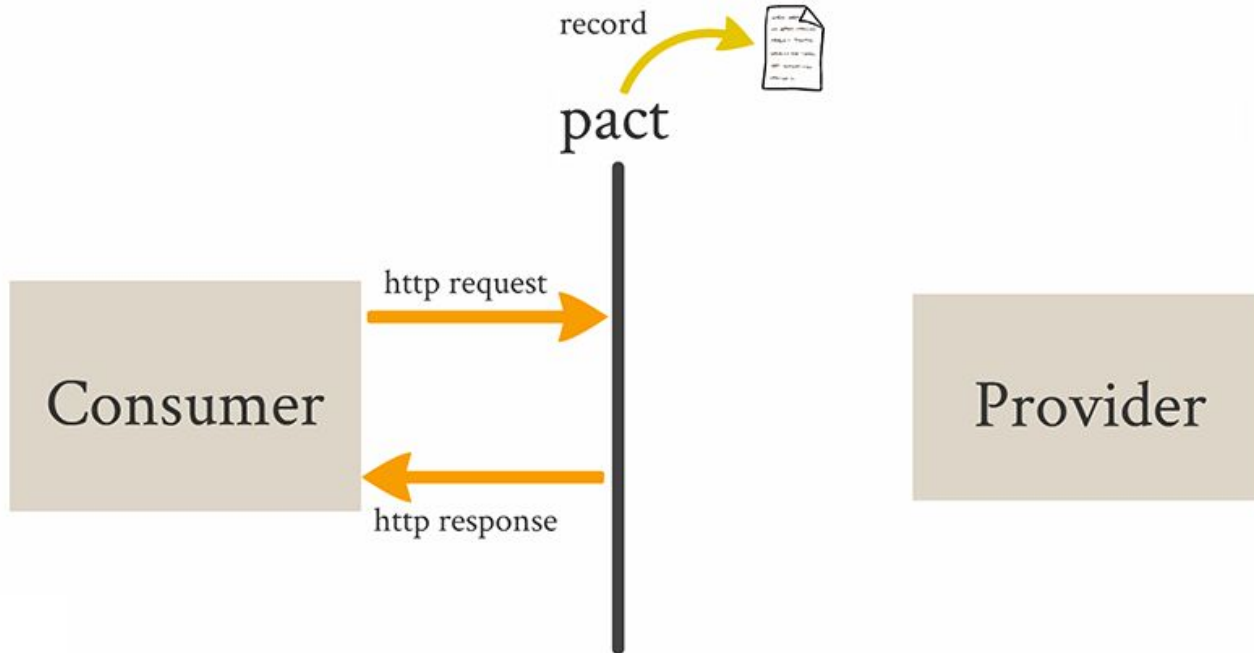 record
pact
http request
Consumer
Provider
http response